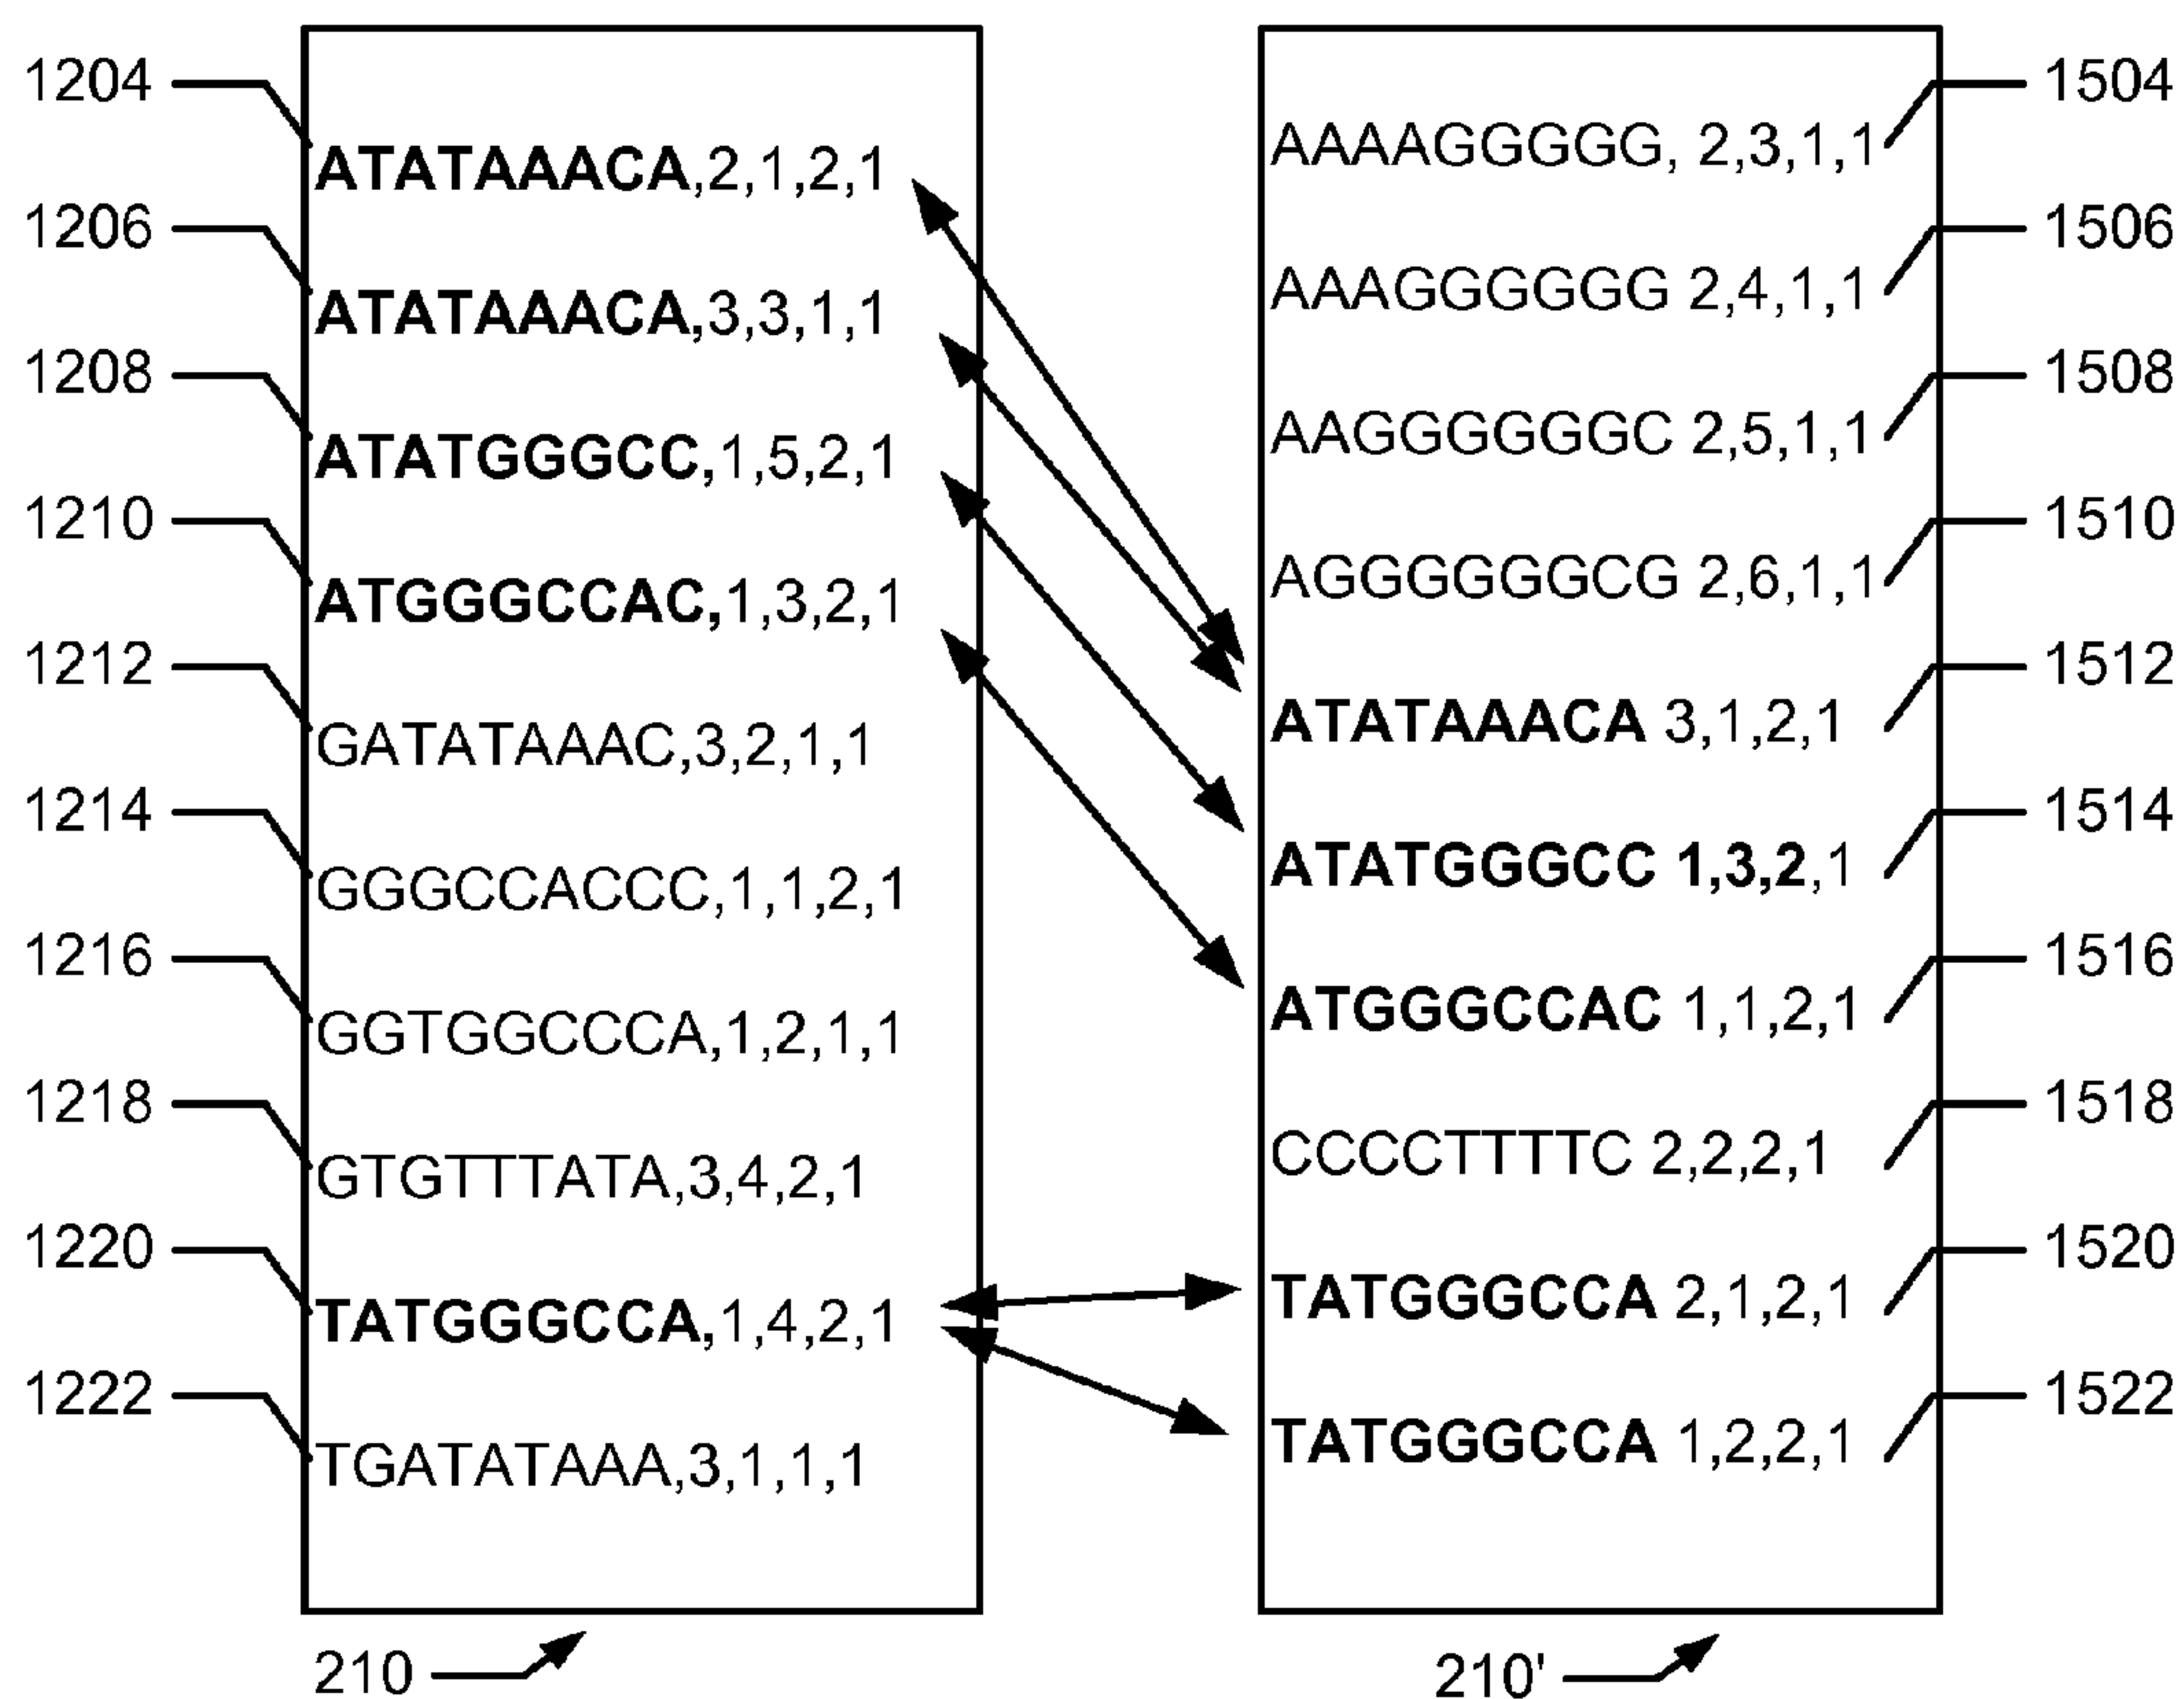 1204
ATATAAACA,2,1,2,1
1206
ATATAAACA,3,3,1,1
1208
ATATGGGCC,1,5,2,1
1210
ATGGGCCAC,1,3,2,1
1212
GATATAAAC,3,2,1,1
1214
GGGCCACCC,1,1,2,1
1216
GGTGGCCCA,1,2,1,1
1218
GTGTTTATA,3,4,2,1
1220
TATGGGCCA,1,4,2,1
1222
TGATATAAA,3,1,1,1
210
1504
AAAAGGGGG, 2,3,1,1
1506
AAAGGGGGG 2,4,1,1
1508
AAGGGGGGC 2,5,1,1
1510
AGGGGGGCG 2,6,1,1
1512
ATATAAACA 3,1,2,1
1514
ATATGGGCC 1,3,2,1
1516
ATGGGCCAC 1,1,2,1
1518
CCCCTTTTC 2,2,2,1
1520
TATGGGCCA 2,1,2,1
1522
TATGGGCCA 1,2,2,1
210'